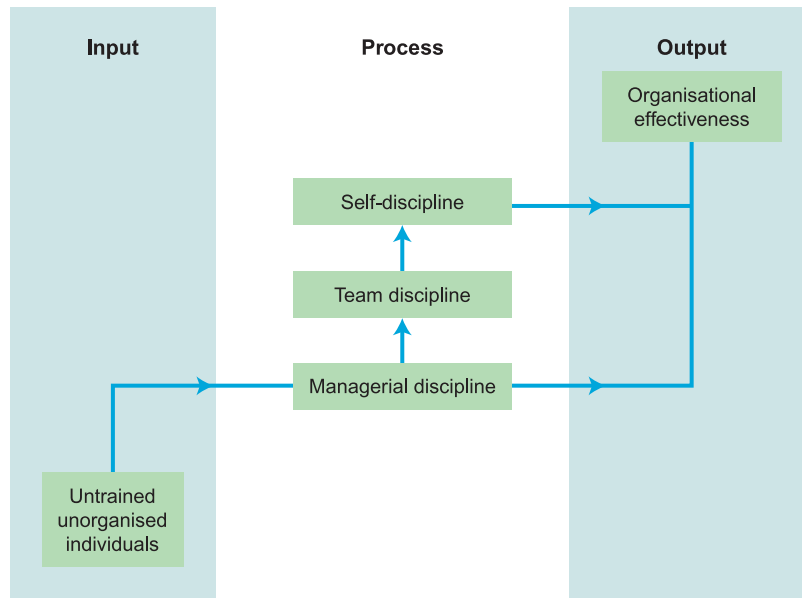 Input
Process
Output
Organisational
effectiveness
Self-discipline
Team discipline
Managerial discipline
Untrained
unorganised
individuals